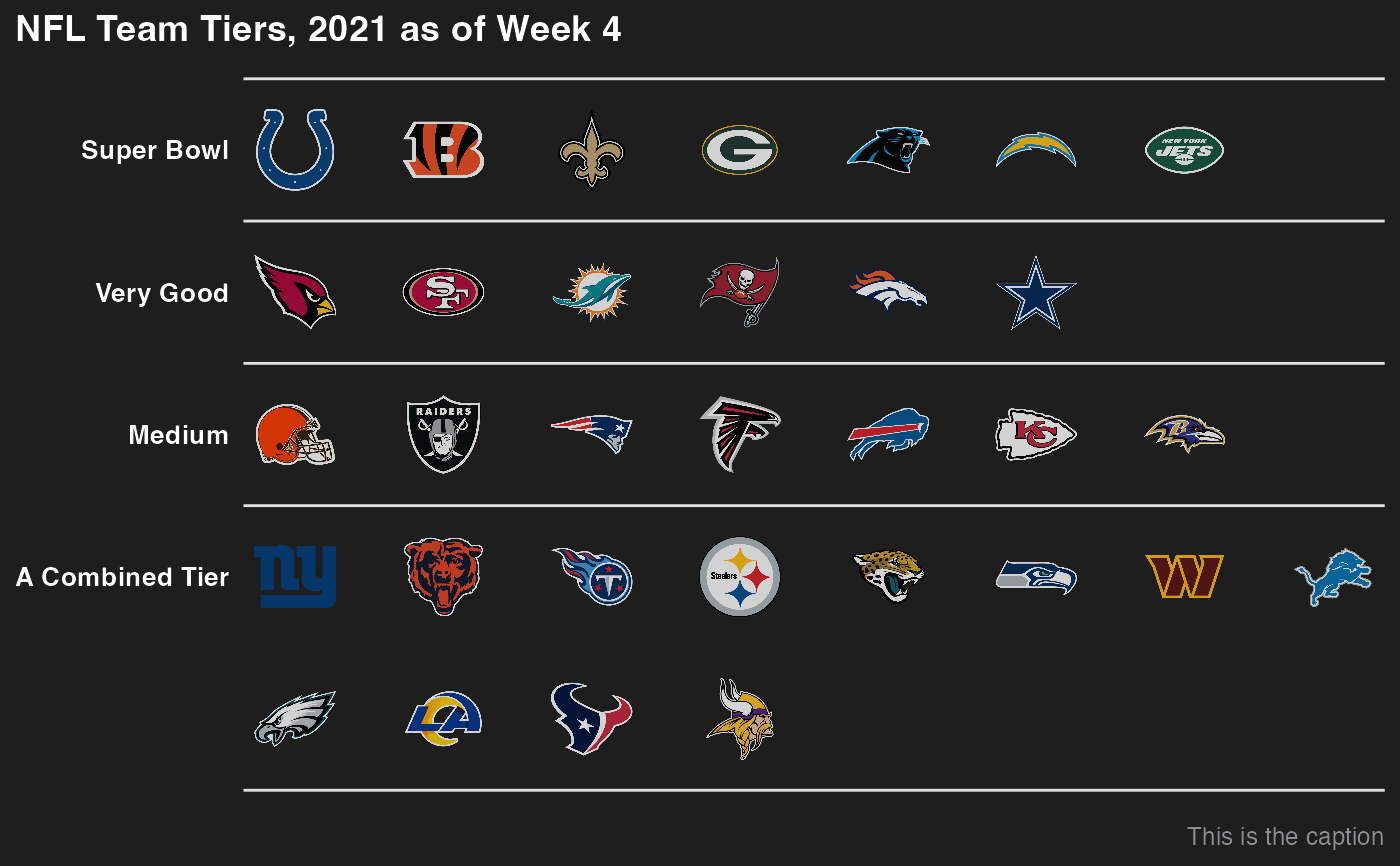 NFL Team Tiers, 2021 as of Week 4
Super Bowl
B
G
NEW YORK
JETS
Very Good
SF
Medium
RAIDERS
KC
B
A Combined Tier
ny
T
Steelers
W
LA
This is the caption